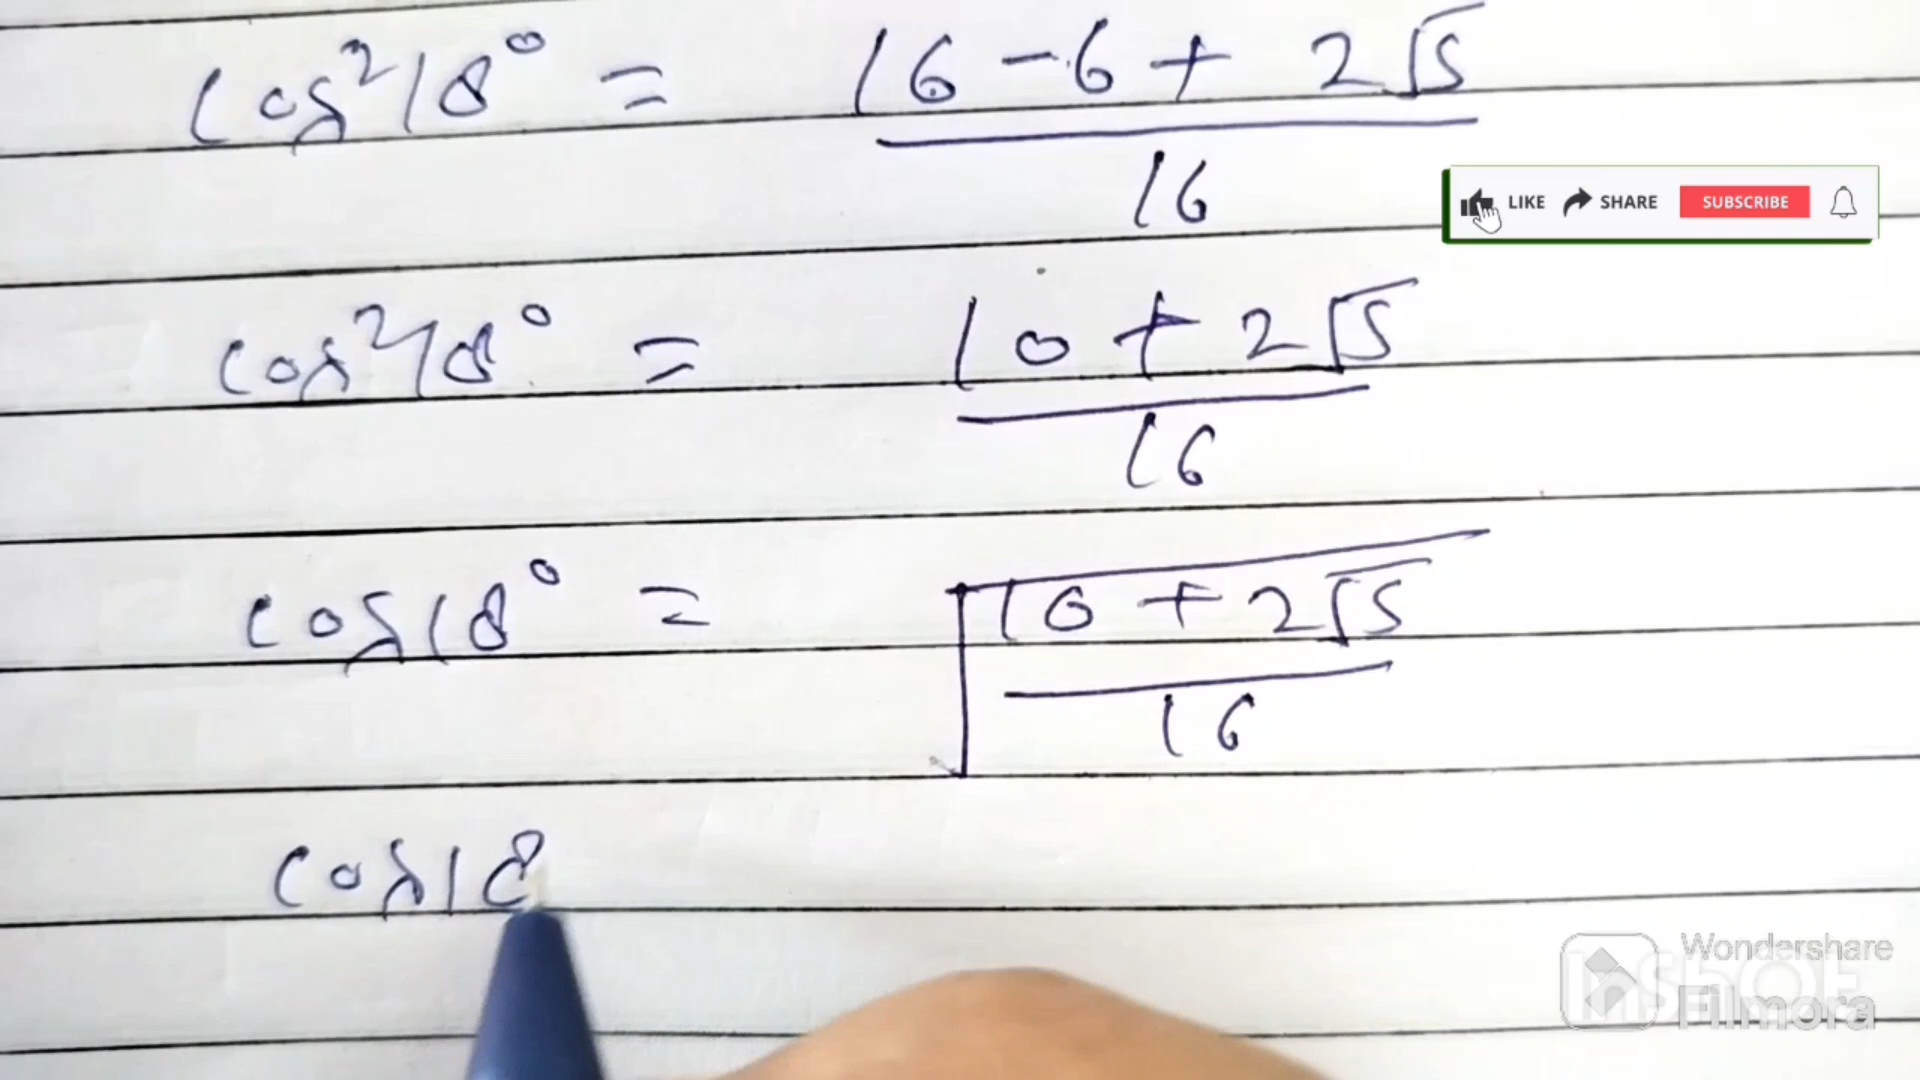 cos²18° = 16 - 6 + 2√5
16
LIKE SHARE SUBSCRIBE
cos²18° = 10 + 2√5
16
cos18° = √10 + 2√5
16
cos18
Wondershare
InShOt
Filmora